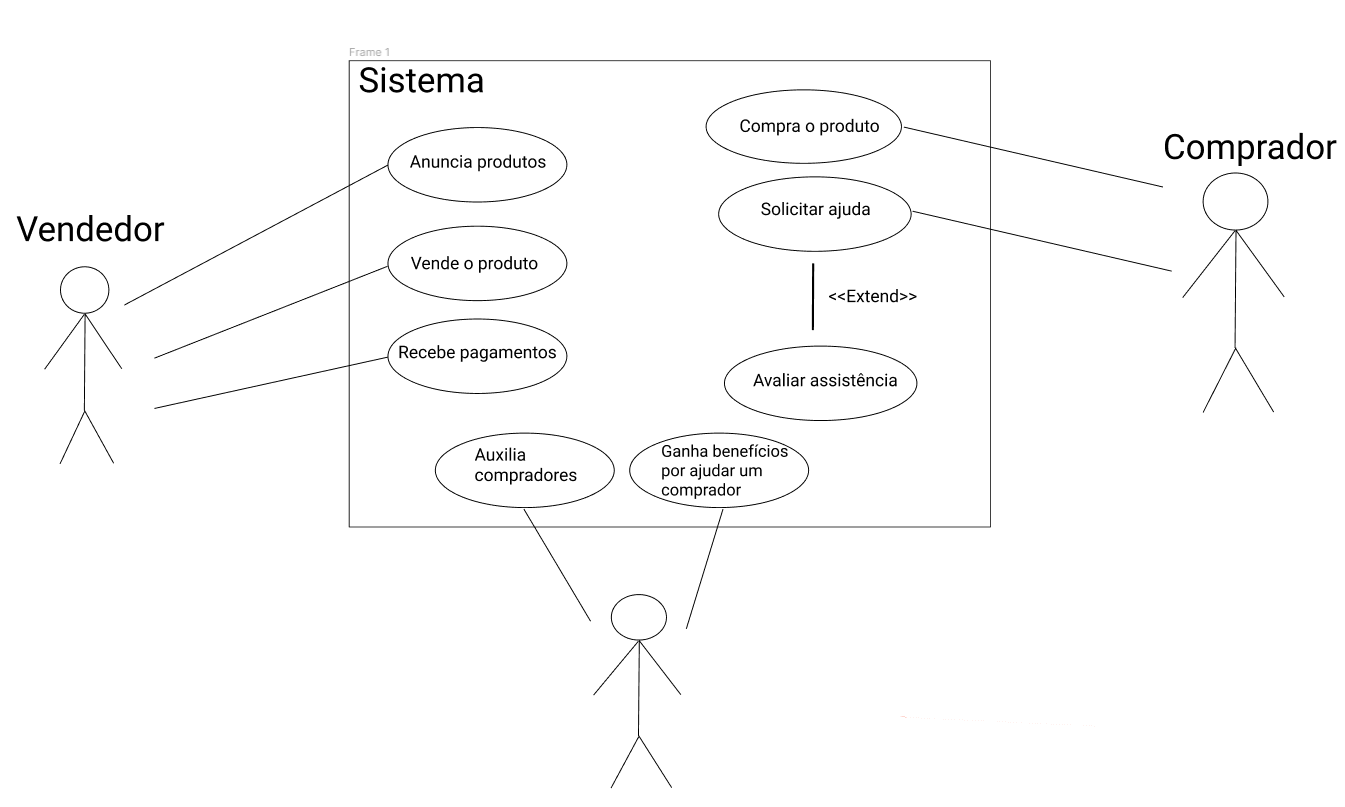 Frame 1
Sistema
Compra o produto
Comprador
Anuncia produtos
Solicitar ajuda
Vendedor
Vende o produto
<<Extend>>
Recebe pagamentos
Avaliar assistência
Auxilia
compradores
Ganha benefícios
por ajudar um
comprador